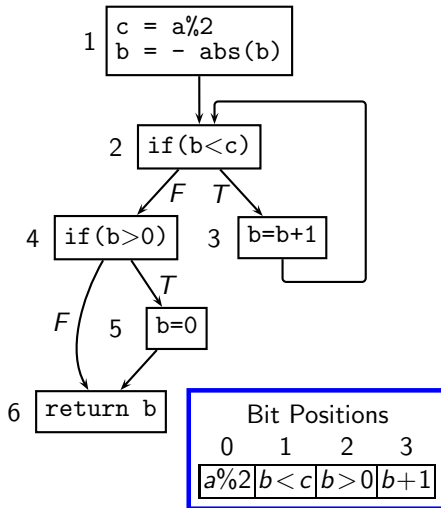 1
c = a%2
b = - abs(b)
2
if(b<c)
F
T
4
if(b>0)
3
b=b+1
F
T
5
b=0
6
return b
Bit Positions
0 1 2 3
a%2 b<c b>0 b+1